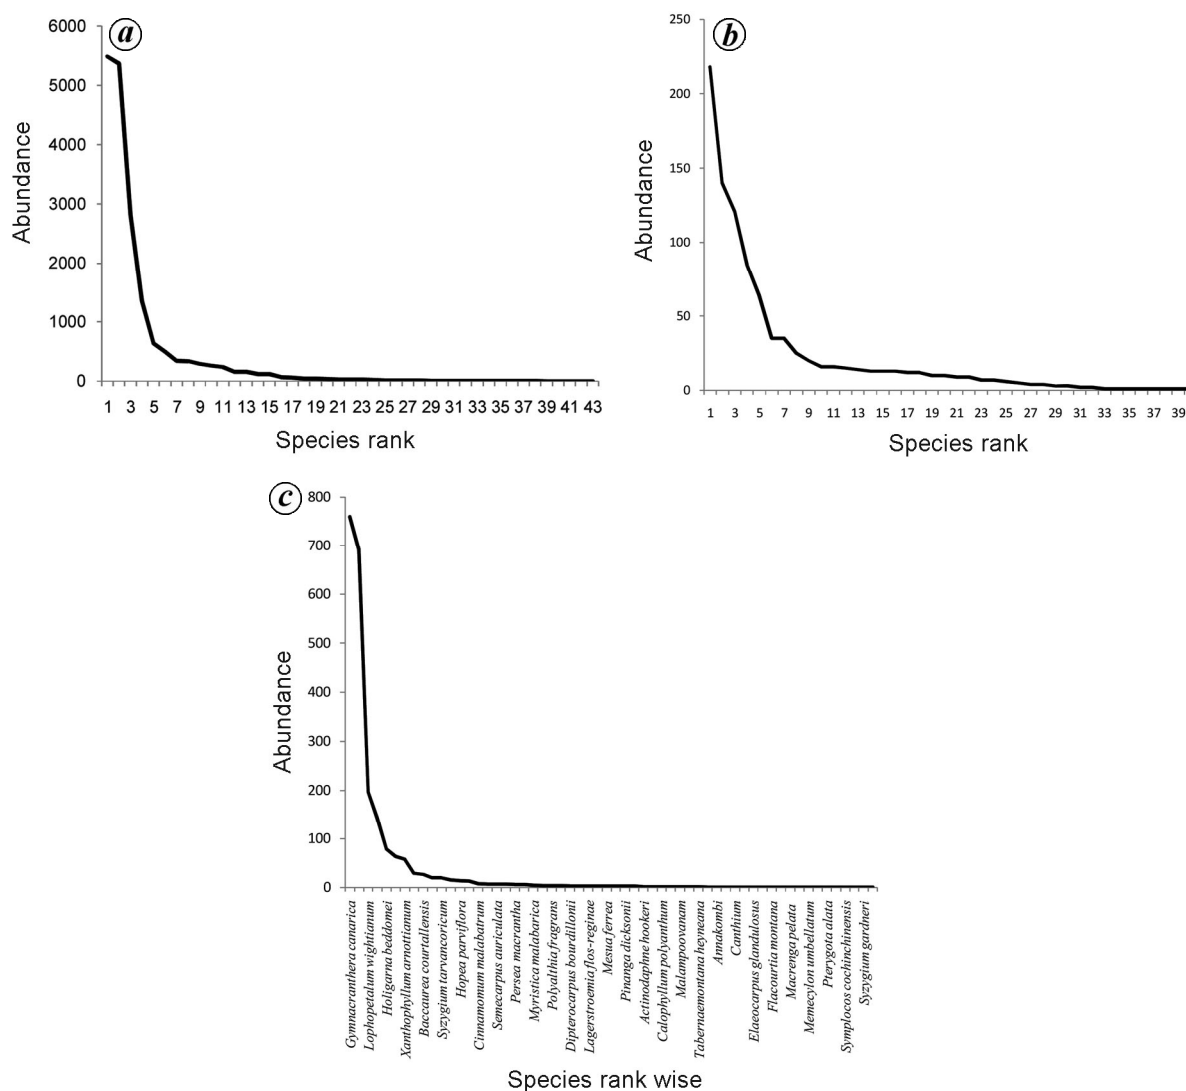 a
6000
5000
4000
3000
2000
1000
0
Abundance
1 3 5 7 9 11 13 15 17 19 21 23 25 27 29 31 33 35 37 39 41 43
Species rank
b
250
200
150
100
50
0
Abundance
1 3 5 7 9 11 13 15 17 19 21 23 25 27 29 31 33 35 37 39
Species rank
c
800
700
600
500
400
300
200
100
0
Abundance
Gymnacranthera canarica
Lophopetalum wightianum
Holigarna beddomei
Xanthophyllum arnottianum
Baccaurea courtallensis
Syzygium tarvancoricum
Hopea parviflora
Cinnamomum malabatrum
Semecarpus auriculata
Persea macrantha
Myristica malabarica
Polyalthia fragrans
Dipterocarpus bourdillonii
Lagerstroemia flos-reginae
Mesua ferrea
Pinanga dicksonii
Actinodaphne hookeri
Calophyllum polyanthum
Malampoovanam
Tabernaemontana heyneana
Annakombi
Canthium
Elaeocarpus glandulosus
Flacourtia montana
Macrenga pelata
Memecylon umbellatum
Pterygota alata
Symplocos cochinchinensis
Syzygium gardneri
Species rank wise